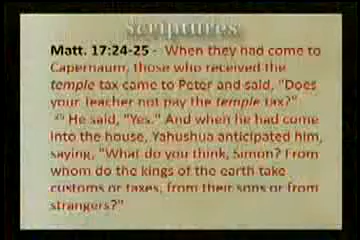 scriptures
Matt. 17:24-25 - When they had come to
Capernaum, those who received the
temple tax came to Peter and said, "Does
your Teacher not pay the temple tax?"
25 He said, "Yes." And when he had come
into the house, Yahushua anticipated him,
saying, "What do you think, Simon? From
whom do the kings of the earth take
customs or taxes, from their sons or from
strangers?"